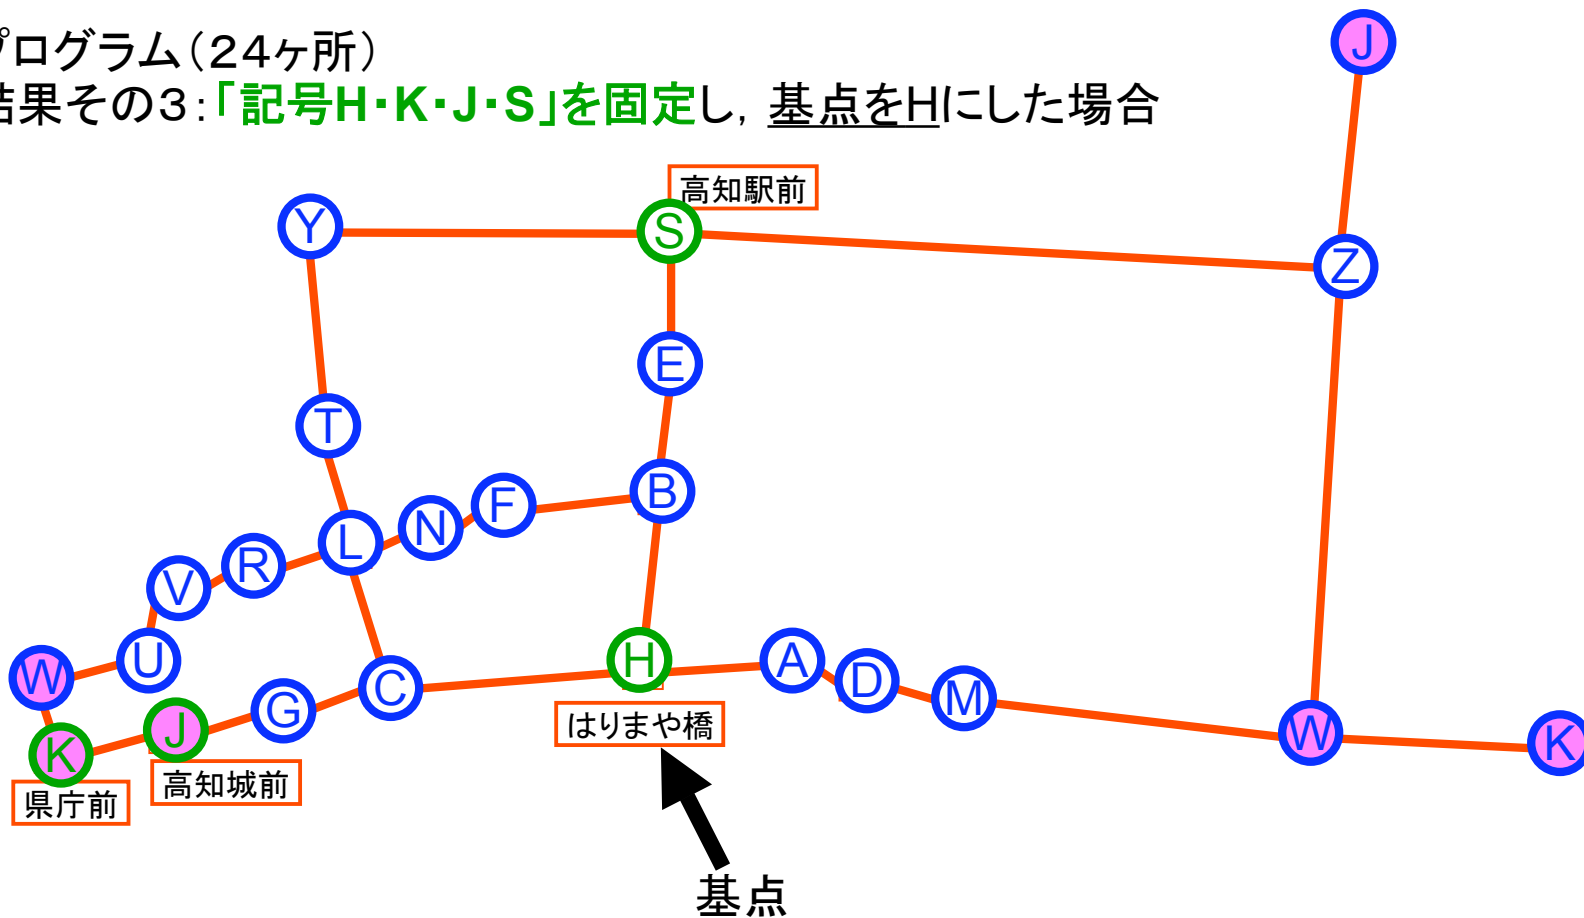 プログラム（２４ヶ所）
結果その３：「記号H・K・J・S」を固定し，基点をHにした場合
J
高知駅前
Y
S
Z
E
T
B
F
N
L
R
V
U
W
H
A
D
M
C
G
J
K
W
K
はりまや橋
高知城前
県庁前
基点